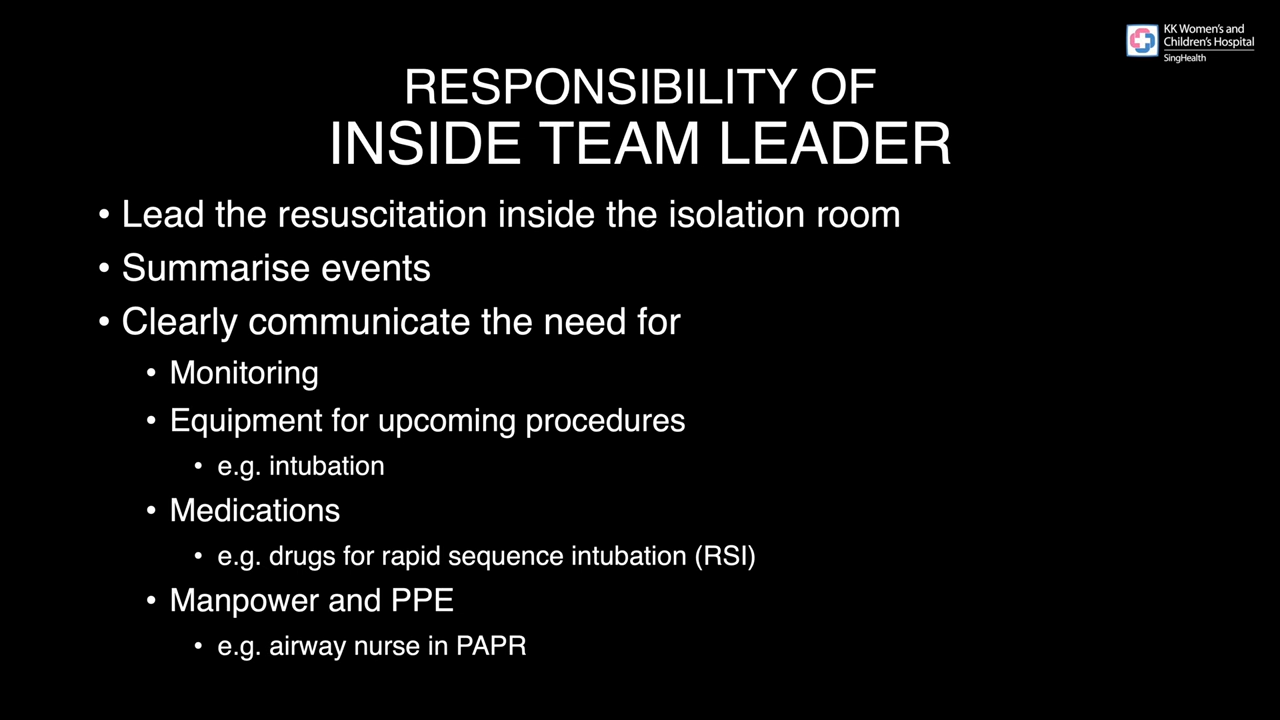 KK Women's and
Children's Hospital
SingHealth
RESPONSIBILITY OF
INSIDE TEAM LEADER
• Lead the resuscitation inside the isolation room
• Summarise events
• Clearly communicate the need for
• Monitoring
• Equipment for upcoming procedures
• e.g. intubation
• Medications
• e.g. drugs for rapid sequence intubation (RSI)
• Manpower and PPE
• e.g. airway nurse in PAPR